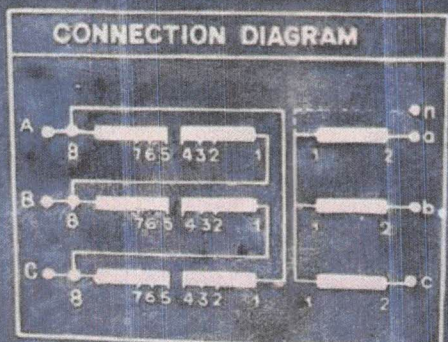 CONNECTION DIAGRAM
n
A a
8 765 432 1 1 2
B b
8 765 432 1 1 2
C c
8 765 432 1 1 2